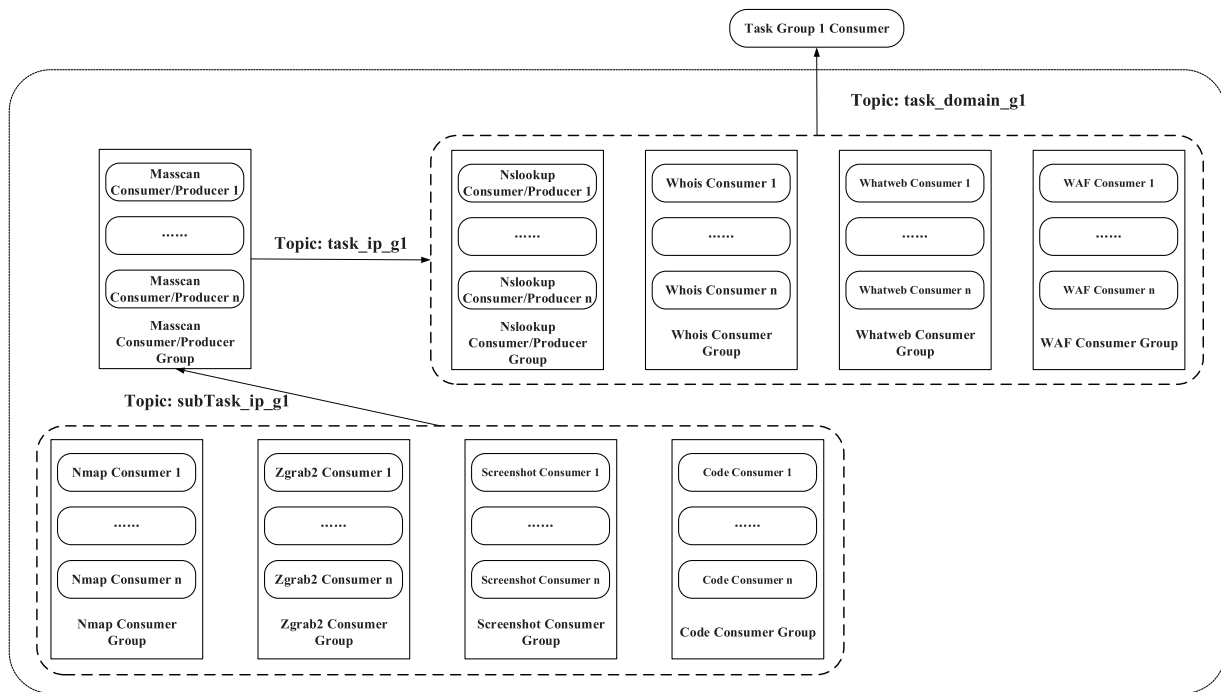 Task Group 1 Consumer
Topic: task_domain_g1
Masscan
Consumer/Producer 1
......
Masscan
Consumer/Producer n
Masscan
Consumer/Producer
Group
Topic: task_ip_g1
Nslookup
Consumer/Producer 1
......
Nslookup
Consumer/Producer n
Nslookup
Consumer/Producer
Group
Whois Consumer 1
......
Whois Consumer n
Whois Consumer
Group
Whatweb Consumer 1
......
Whatweb Consumer n
Whatweb Consumer
Group
WAF Consumer 1
......
WAF Consumer n
WAF Consumer Group
Topic: subTask_ip_g1
Nmap Consumer 1
......
Nmap Consumer n
Nmap Consumer
Group
Zgrab2 Consumer 1
......
Zgrab2 Consumer n
Zgrab2 Consumer
Group
Screenshot Consumer 1
......
Screenshot Consumer n
Screenshot Consumer
Group
Code Consumer 1
......
Code Consumer n
Code Consumer Group